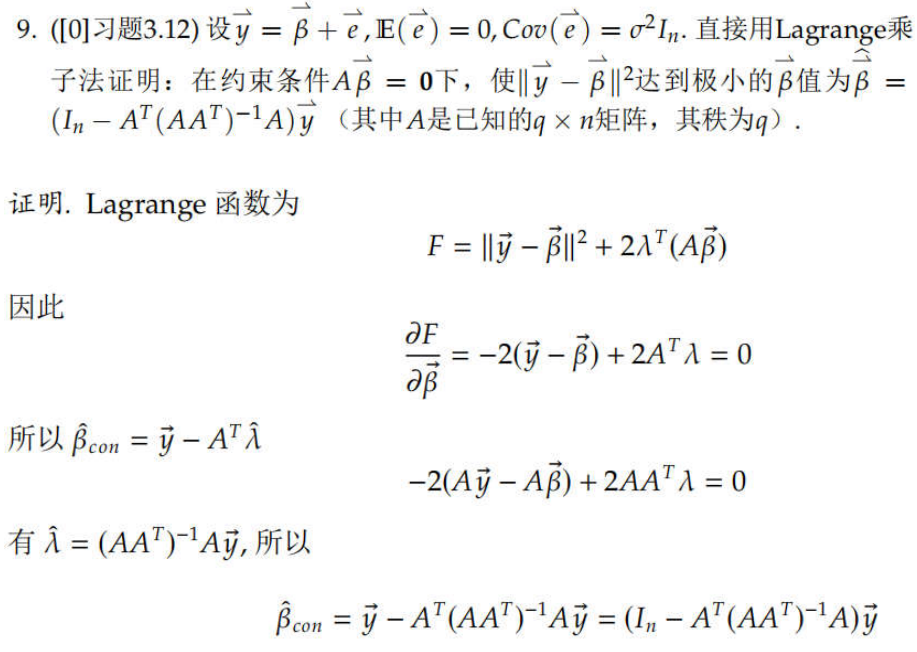 9. ([0]习题3.12) 设$\overrightarrow{y} = \overrightarrow{\beta} + \overrightarrow{e}, \mathbb{E}(\overrightarrow{e}) = 0, Cov(\overrightarrow{e}) = \sigma^2 I_n$. 直接用Lagrange乘
子法证明：在约束条件$A\overrightarrow{\beta} = \mathbf{0}$下，使$\|\overrightarrow{y} - \overrightarrow{\beta}\|^2$达到极小的$\overrightarrow{\beta}$值为$\widehat{\overrightarrow{\beta}} =$
$(I_n - A^T(AA^T)^{-1}A)\overrightarrow{y}$ （其中$A$是已知的$q \times n$矩阵，其秩为$q$）.
证明. Lagrange 函数为
$F = \|\vec{y} - \vec{\beta}\|^2 + 2\lambda^T(A\vec{\beta})$
因此
$\frac{\partial F}{\partial \vec{\beta}} = -2(\vec{y} - \vec{\beta}) + 2A^T\lambda = 0$
所以 $\hat{\beta}_{con} = \vec{y} - A^T\hat{\lambda}$
$-2(A\vec{y} - A\vec{\beta}) + 2AA^T\lambda = 0$
有 $\hat{\lambda} = (AA^T)^{-1}A\vec{y}$, 所以
$\hat{\beta}_{con} = \vec{y} - A^T(AA^T)^{-1}A\vec{y} = (I_n - A^T(AA^T)^{-1}A)\vec{y}$